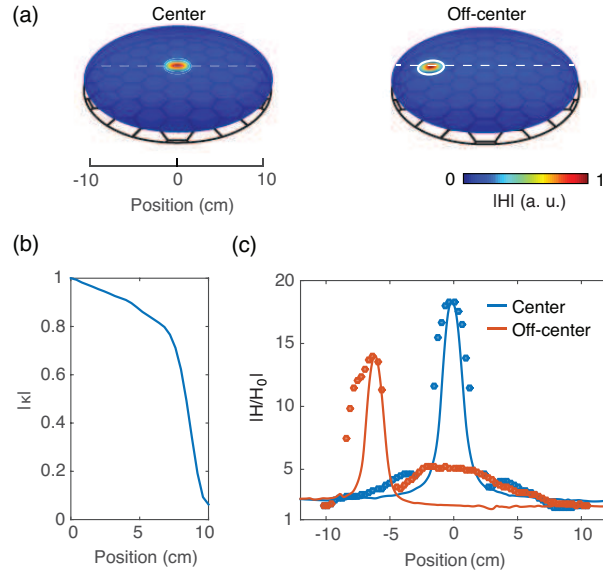 (a)
Center
Off-center
-10 0 10
Position (cm)
0 1
|H| (a. u.)
(b)
1
0.8
0.6
0.4
0.2
0
0 5 10
Position (cm)
|κ|
(c)
20
15
10
5
1
-10 -5 0 5 10
Position (cm)
|H/H₀|
Center
Off-center